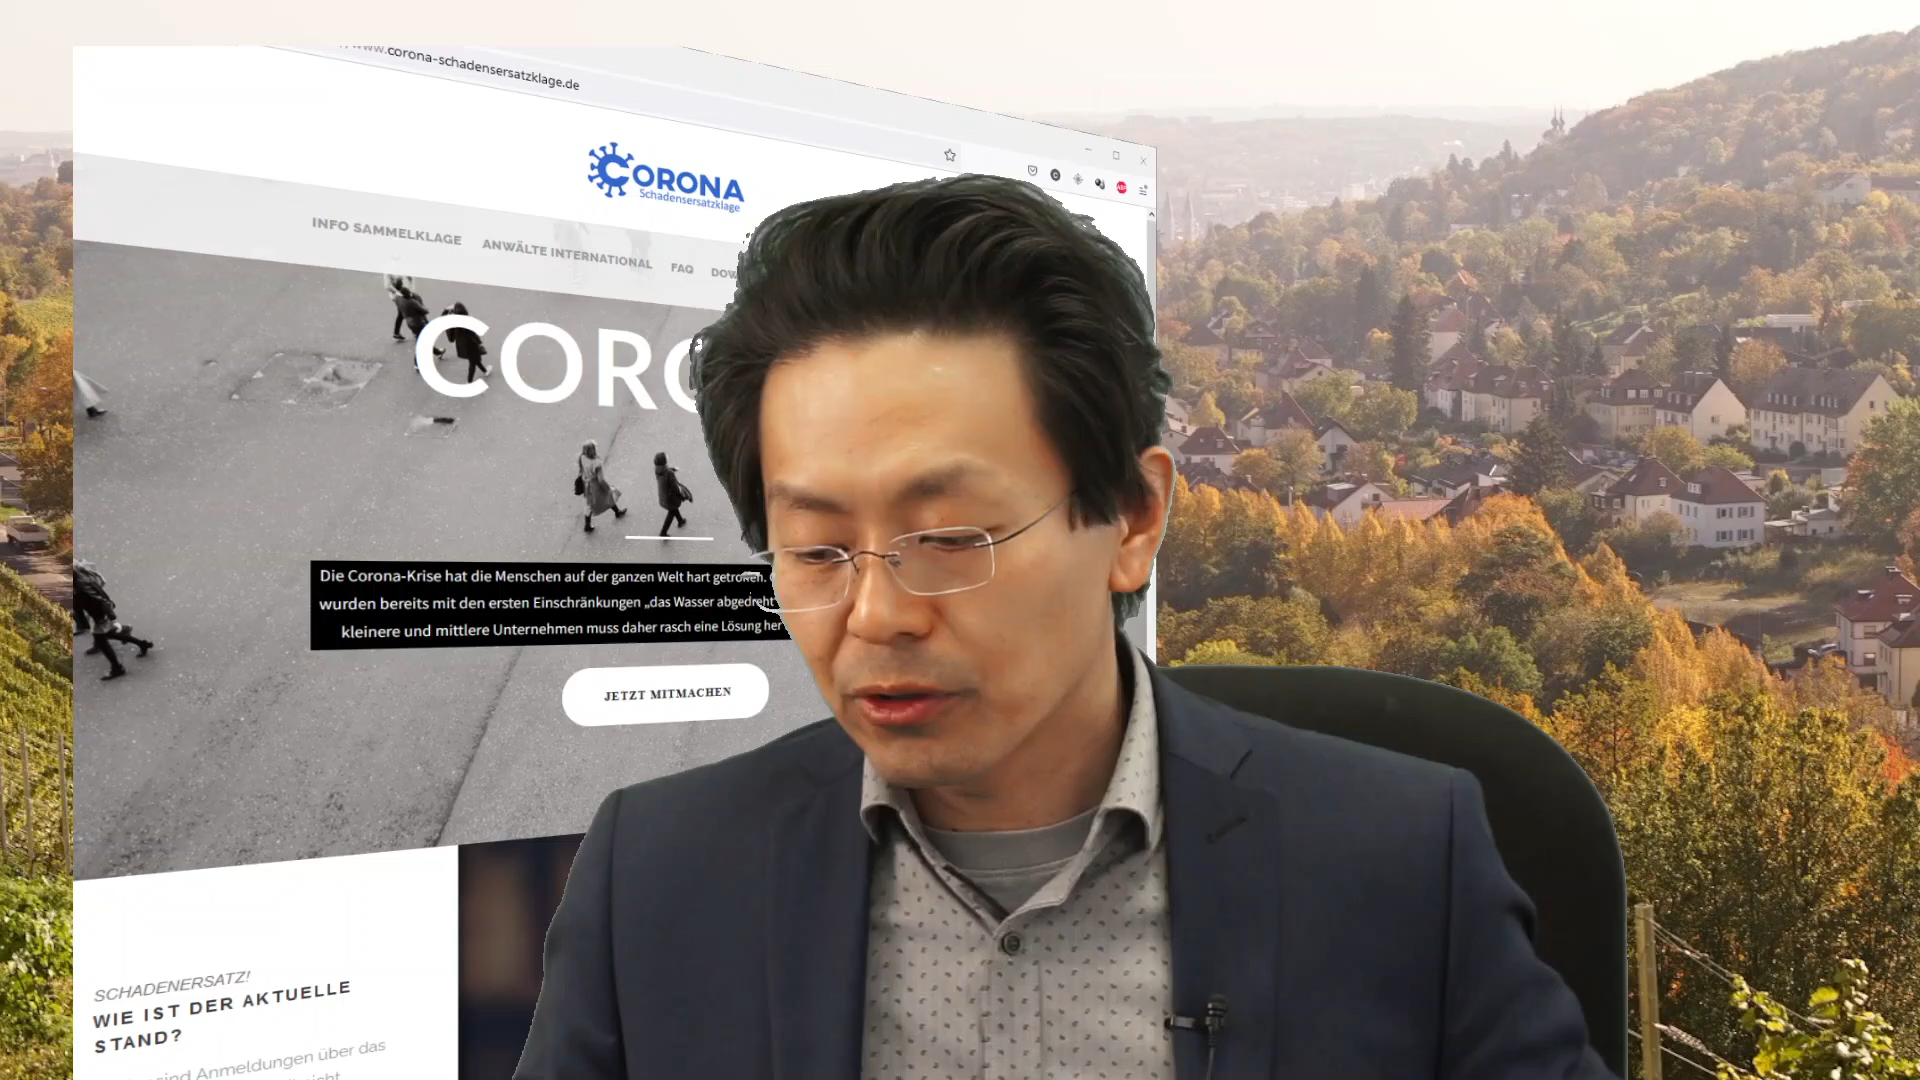 www.corona-schadensersatzklage.de
CORONA
Schadensersatzklage
INFO SAMMELKLAGE ANWÄLTE INTERNATIONAL FAQ
CORO
Die Corona-Krise hat die Menschen auf der ganzen Welt hart getroffen.
wurden bereits mit den ersten Einschränkungen „das Wasser abgedreht
kleinere und mittlere Unternehmen muss daher rasch eine Lösung her
JETZT MITMACHEN
SCHADENERSATZ!
WIE IST DER AKTUELLE
STAND?
sind Anmeldungen über das
ABP